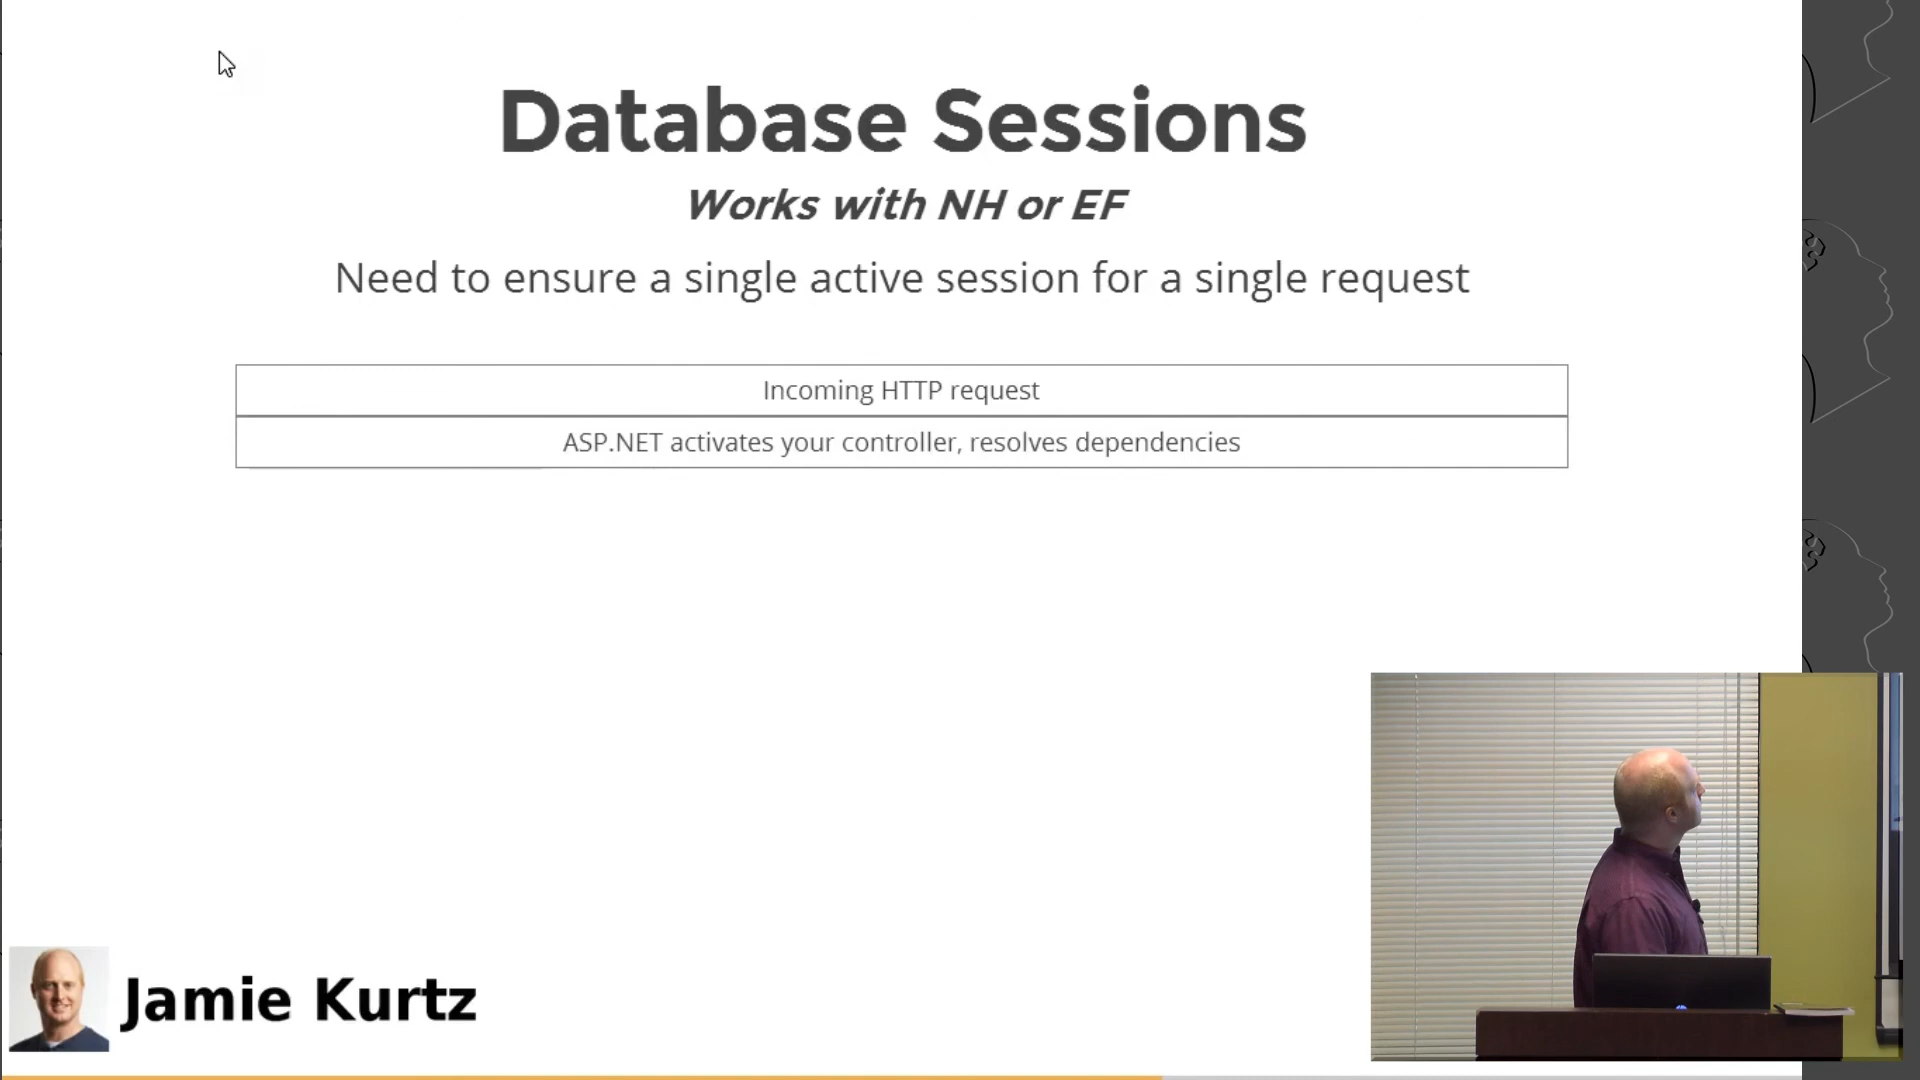 Database Sessions
Works with NH or EF
Need to ensure a single active session for a single request
Incoming HTTP request
ASP.NET activates your controller, resolves dependencies
Jamie Kurtz